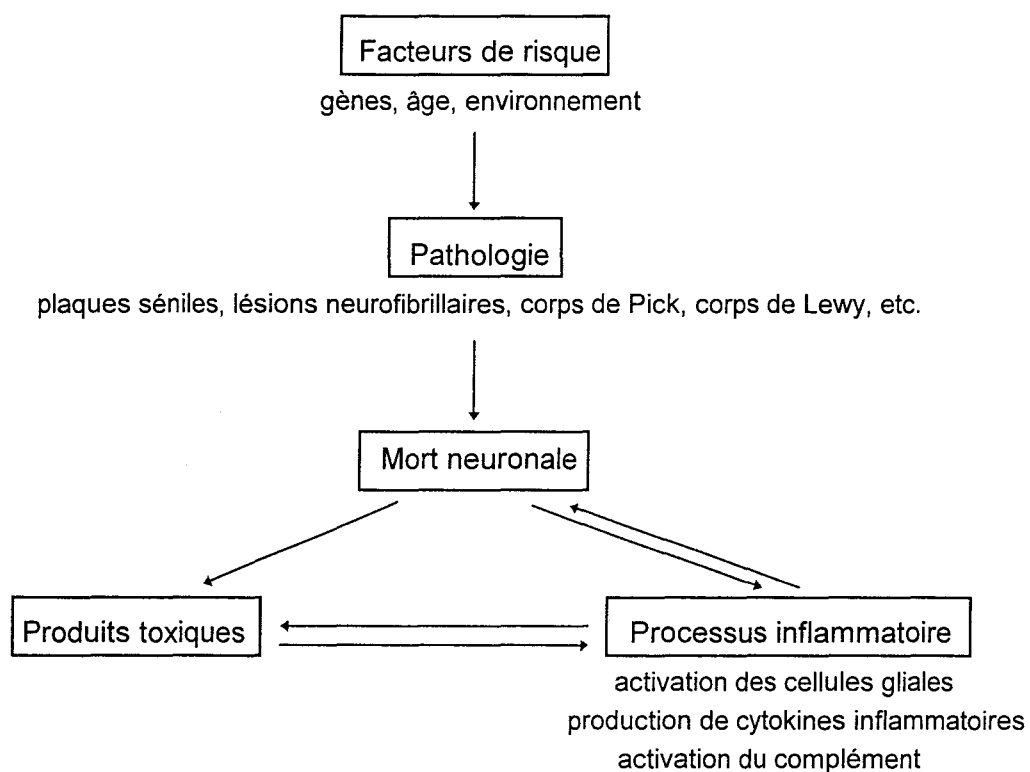 Facteurs de risque
gènes, âge, environnement
Pathologie
plaques séniles, lésions neurofibrillaires, corps de Pick, corps de Lewy, etc.
Mort neuronale
Produits toxiques
Processus inflammatoire
activation des cellules gliales
production de cytokines inflammatoires
activation du complément